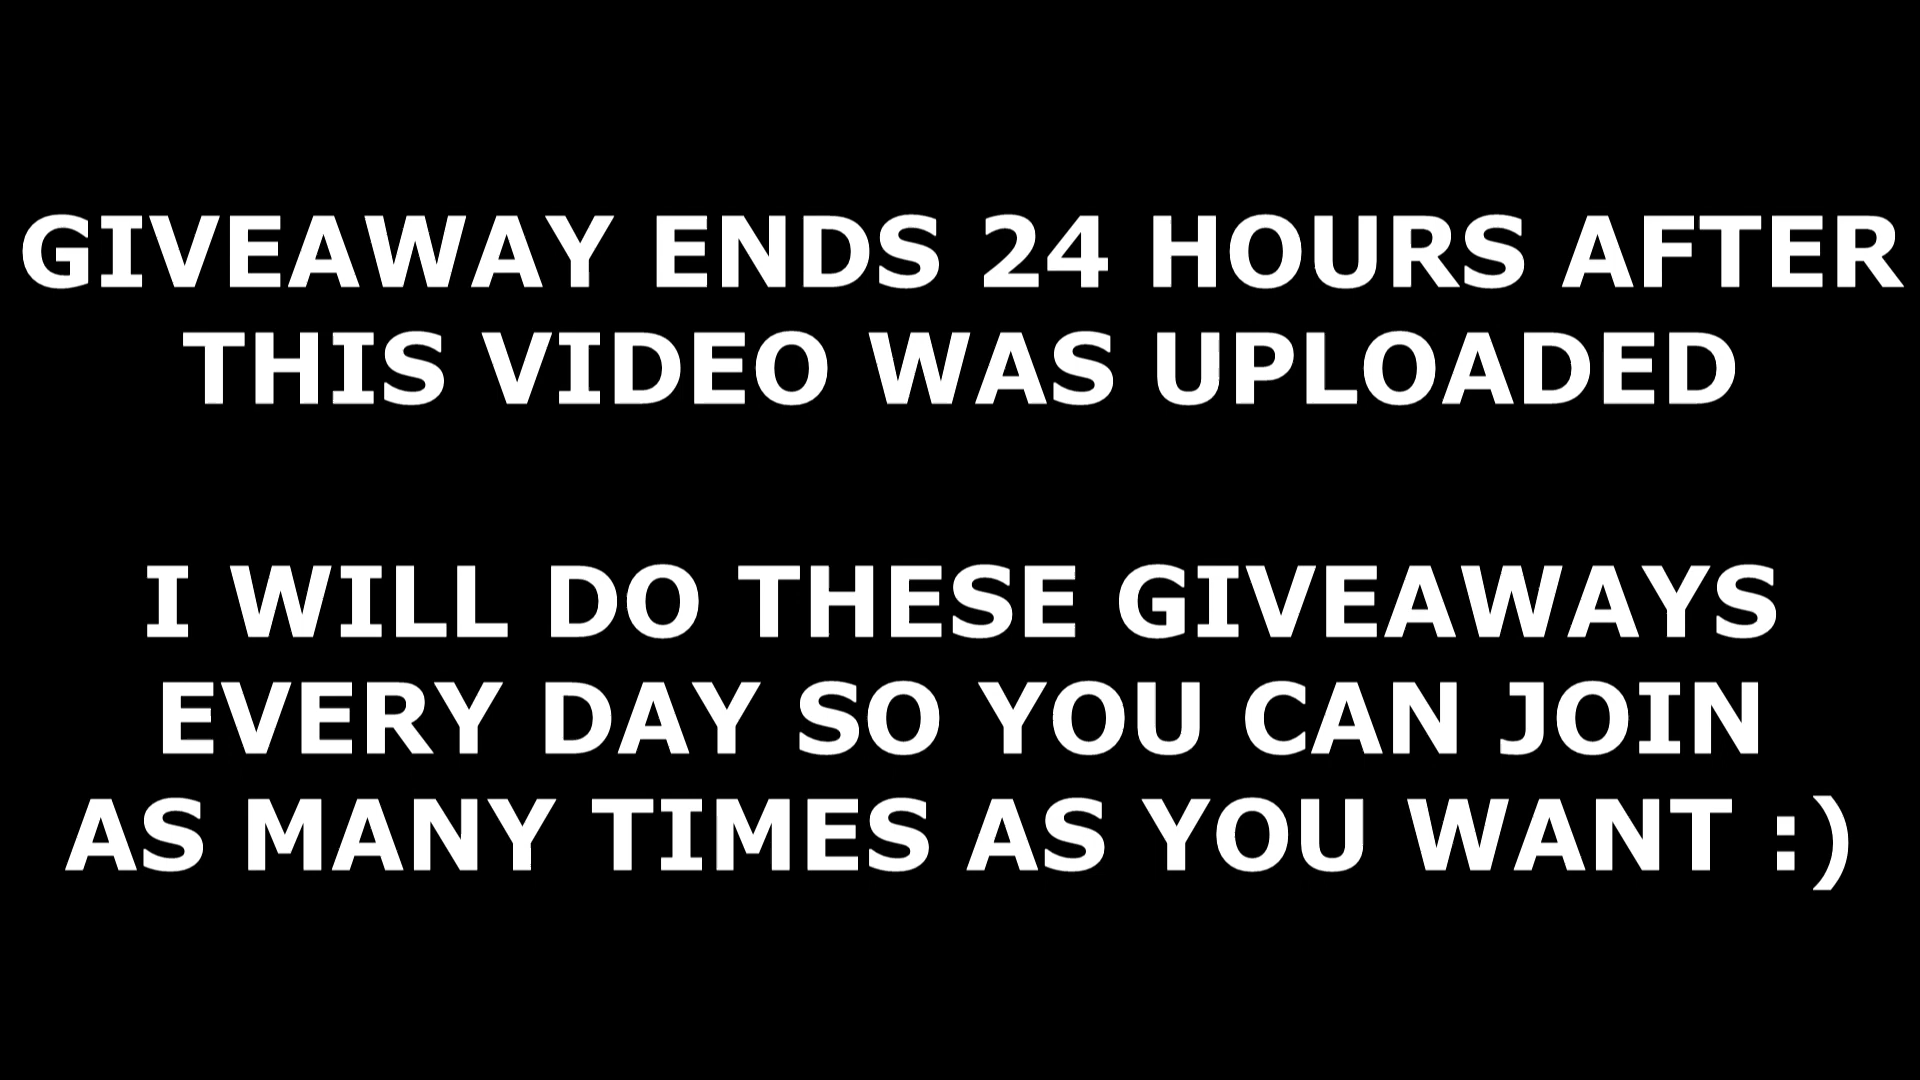 GIVEAWAY ENDS 24 HOURS AFTER
THIS VIDEO WAS UPLOADED
I WILL DO THESE GIVEAWAYS
EVERY DAY SO YOU CAN JOIN
AS MANY TIMES AS YOU WANT :)